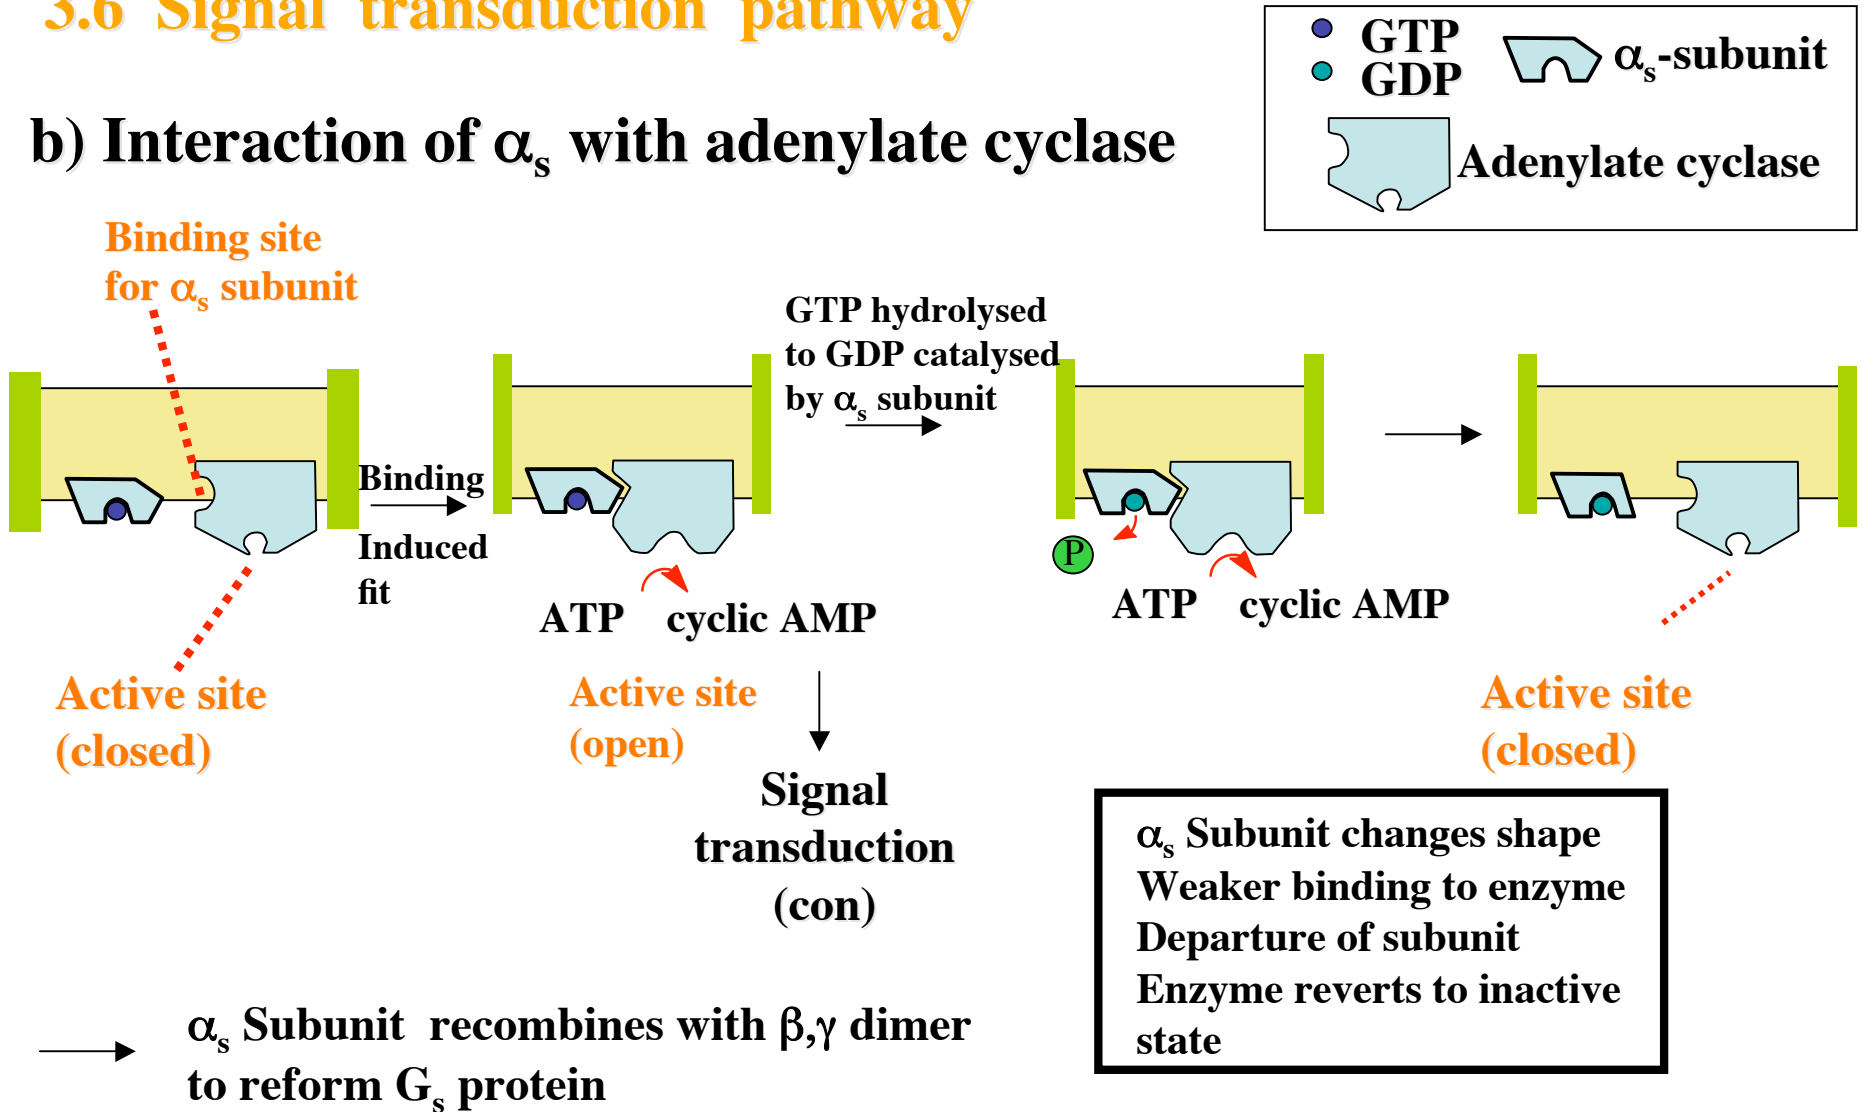 3.6 Signal transduction pathway
GTP
GDP
αs-subunit
Adenylate cyclase
b) Interaction of αs with adenylate cyclase
Binding site
for αs subunit
GTP hydrolysed
to GDP catalysed
by αs subunit
Binding
Induced
fit
P
ATP cyclic AMP
ATP cyclic AMP
Active site
(closed)
Active site
(open)
Active site
(closed)
Signal
transduction
(con)
αs Subunit changes shape
Weaker binding to enzyme
Departure of subunit
Enzyme reverts to inactive
state
αs Subunit recombines with β,γ dimer
to reform Gs protein